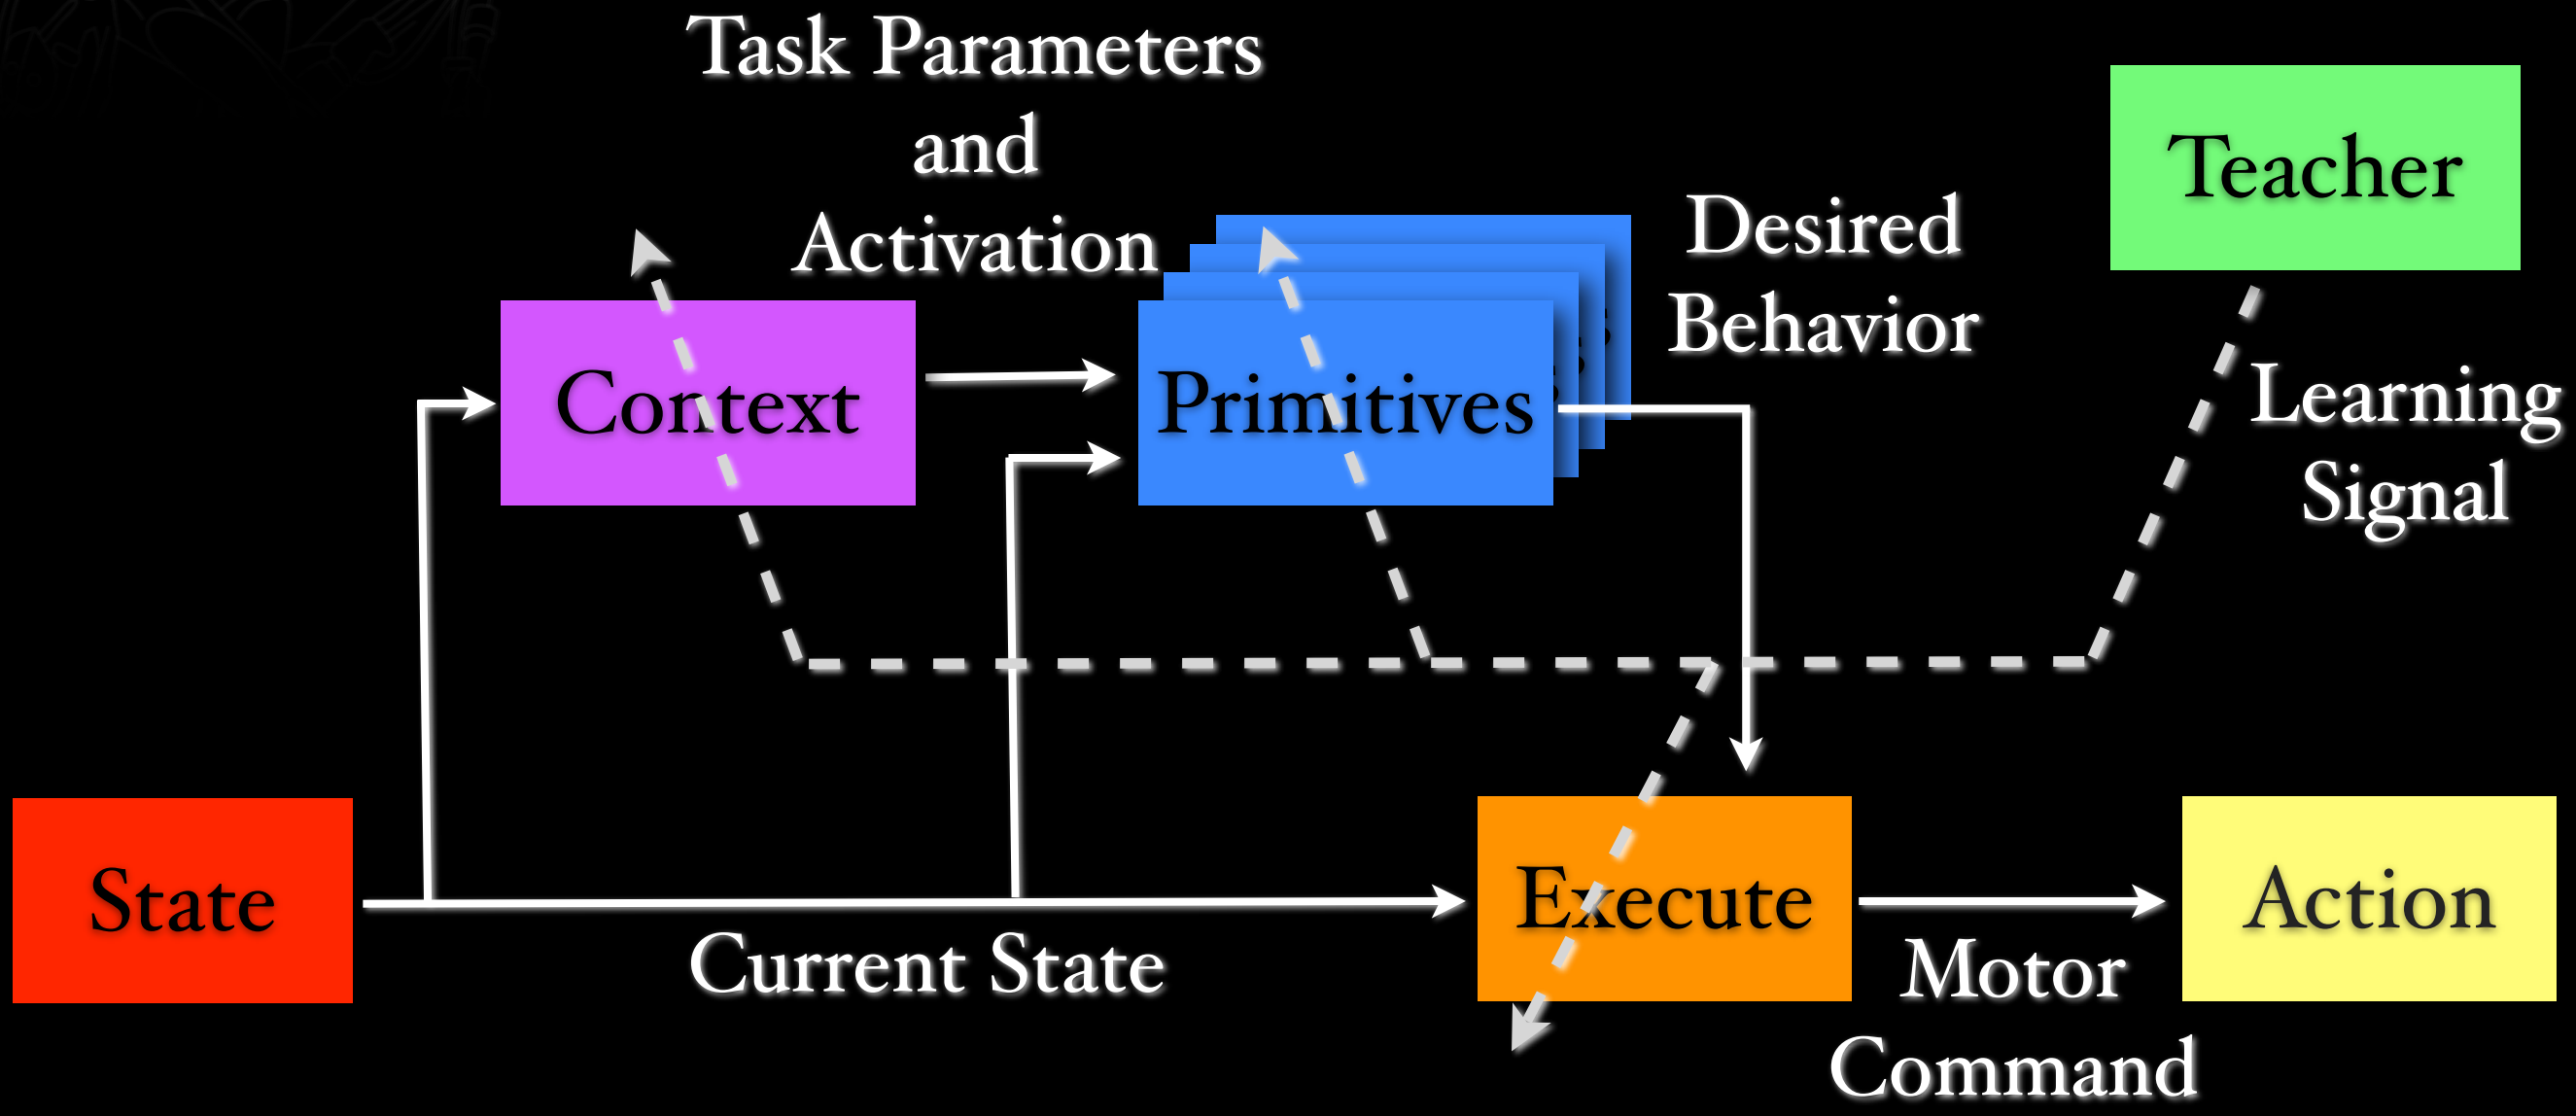 Task Parameters
and
Activation
Teacher
Desired
Behavior
Learning
Signal
Context
Primitives
State
Current State
Execute
Motor
Command
Action